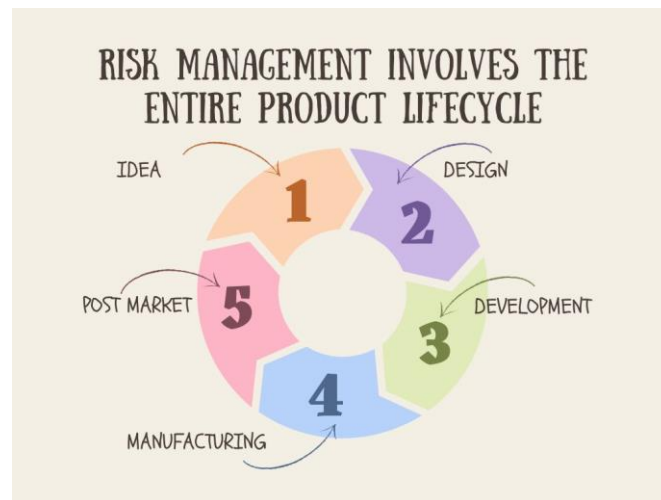 RISK MANAGEMENT INVOLVES THE
ENTIRE PRODUCT LIFECYCLE
IDEA
1
DESIGN
2
DEVELOPMENT
3
MANUFACTURING
4
POST MARKET
5